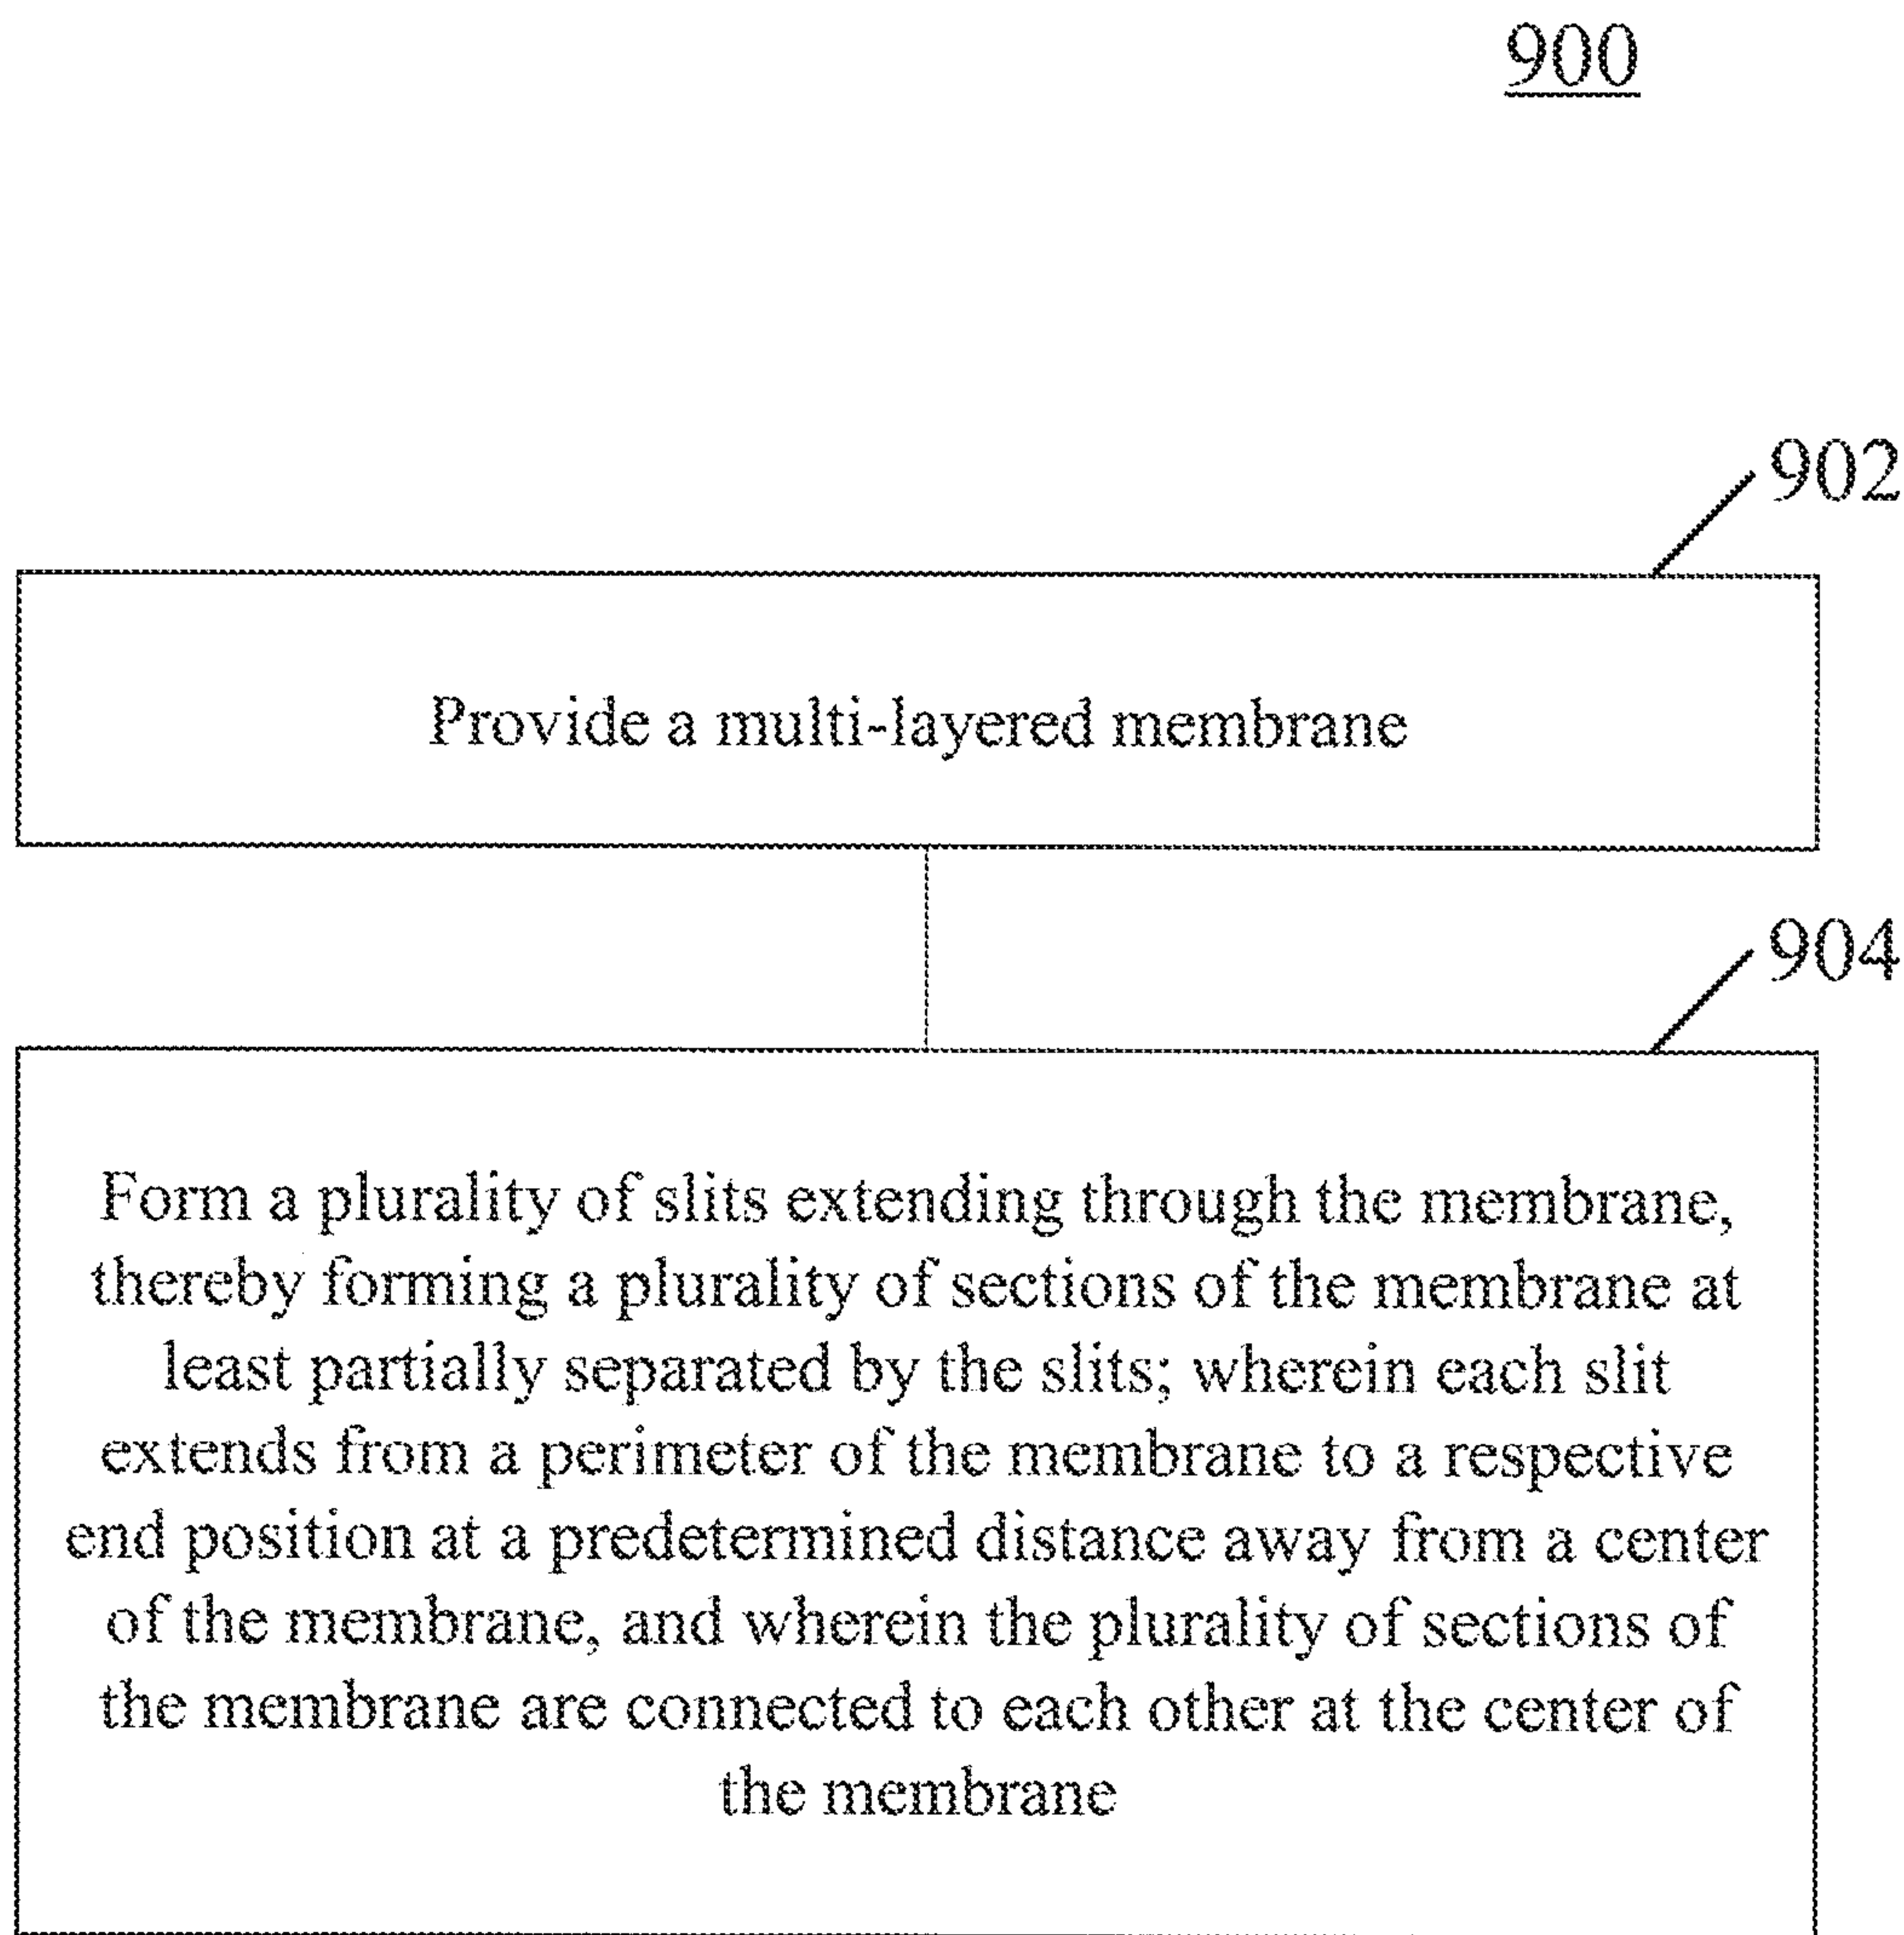 900
902
Provide a multi-layered membrane
904
Form a plurality of slits extending through the membrane,
thereby forming a plurality of sections of the membrane at
least partially separated by the slits; wherein each slit
extends from a perimeter of the membrane to a respective
end position at a predetermined distance away from a center
of the membrane, and wherein the plurality of sections of
the membrane are connected to each other at the center of
the membrane